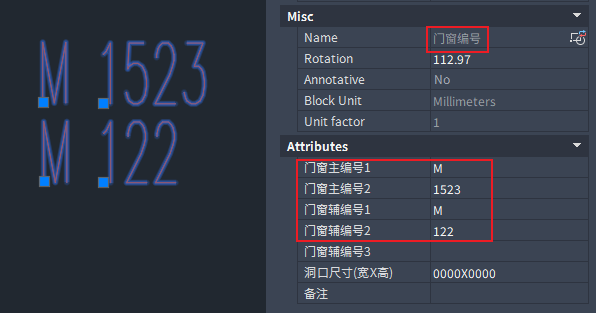 M 1523
M 122
Misc
Name 门窗编号
Rotation 112.97
Annotative No
Block Unit Millimeters
Unit factor 1
Attributes
门窗主编号1 M
门窗主编号2 1523
门窗辅编号1 M
门窗辅编号2 122
门窗辅编号3
洞口尺寸(宽X高) 0000X0000
备注